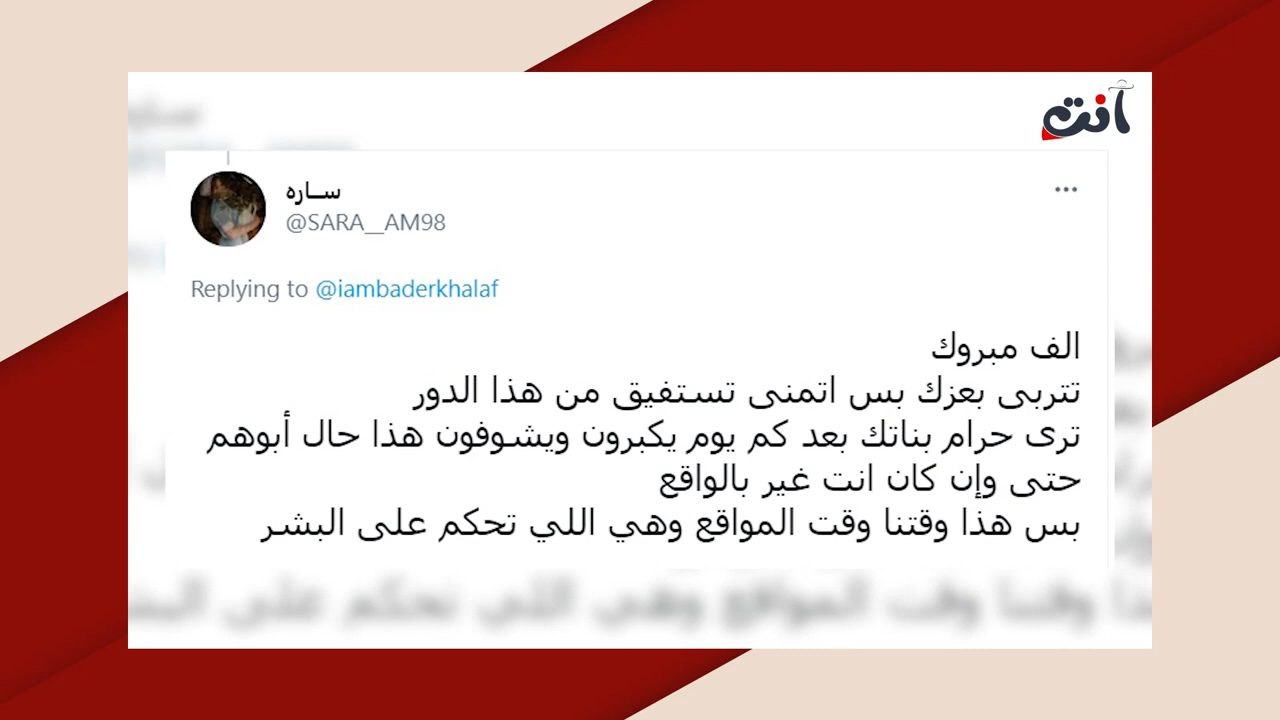 آنت
ســاره
@SARA__AM98
Replying to @iambaderkhalaf
الف مبروك
تتربى بعزك بس اتمنى تستفيق من هذا الدور
ترى حرام بناتك بعد كم يوم يكبرون ويشوفون هذا حال أبوهم
حتى وإن كان انت غير بالواقع
بس هذا وقتنا وقت المواقع وهي اللي تحكم على البشر